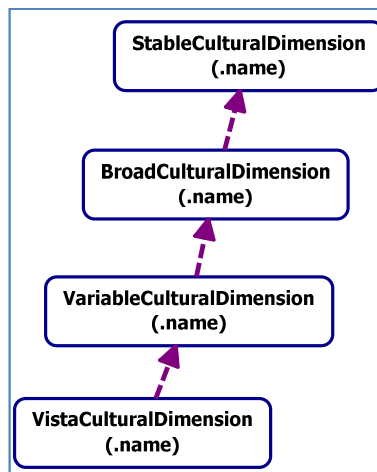 StableCulturalDimension
(.name)
BroadCulturalDimension
(.name)
VariableCulturalDimension
(.name)
VistaCulturalDimension
(.name)